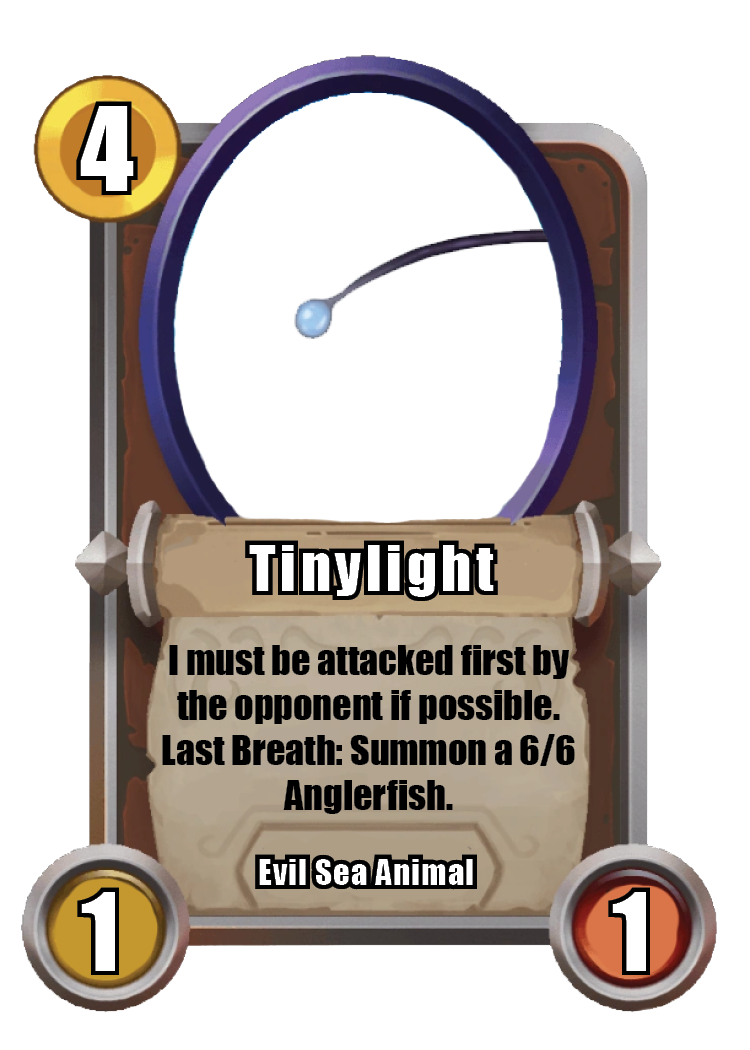 4
Tinylight
I must be attacked first by
the opponent if possible.
Last Breath: Summon a 6/6
Anglerfish.
Evil Sea Animal
1
1